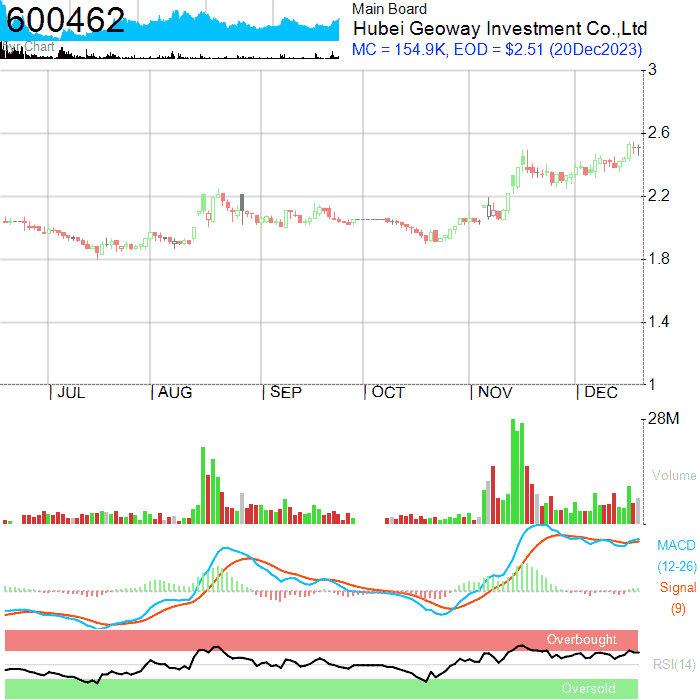 600462
Main Board
Hubei Geoway Investment Co.,Ltd
MC = 154.9K, EOD = $2.51 (20Dec2023)
Chart
3
2.6
2.2
1.8
1.4
1
JUL
AUG
SEP
OCT
NOV
DEC
28M
Volume
MACD
(12-26)
Signal
(9)
Overbought
RSI(14)
Oversold